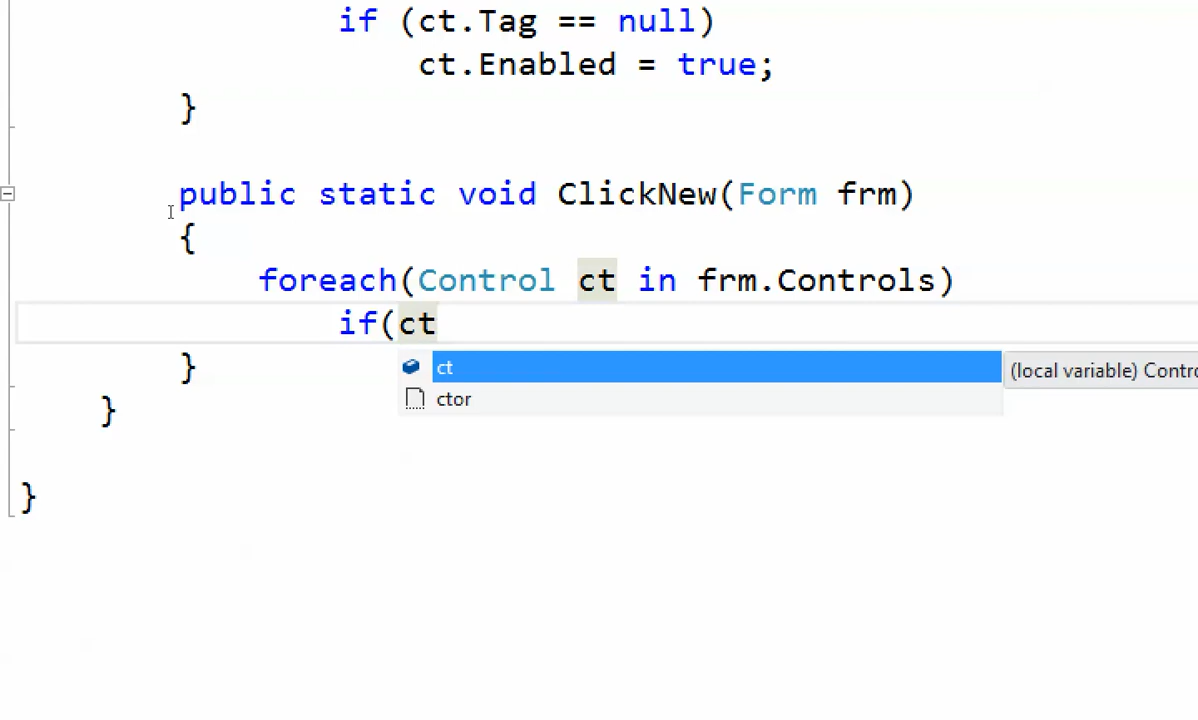 if (ct.Tag == null)
ct.Enabled = true;
}
public static void ClickNew(Form frm)
{
foreach(Control ct in frm.Controls)
if(ct
}
ct
(local variable) Contro
ctor
}
}